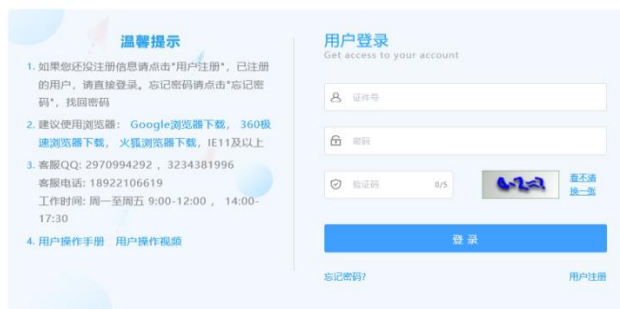 温馨提示
1. 如果您还没注册信息请点击"用户注册"，已注册
的用户，请直接登录。忘记密码请点击"忘记密
码"，找回密码
2. 建议使用浏览器： Google浏览器下载， 360极
速浏览器下载， 火狐浏览器下载，IE11及以上
3. 客服QQ: 2970994292 ，3234381996
客服电话: 18922106619
工作时间: 周一至周五 9:00-12:00 ， 14:00-
17:30
4. 用户操作手册 用户操作视频
用户登录
Get access to your account
证件号
密码
验证码 0/5
看不清
换一张
登 录
忘记密码? 用户注册